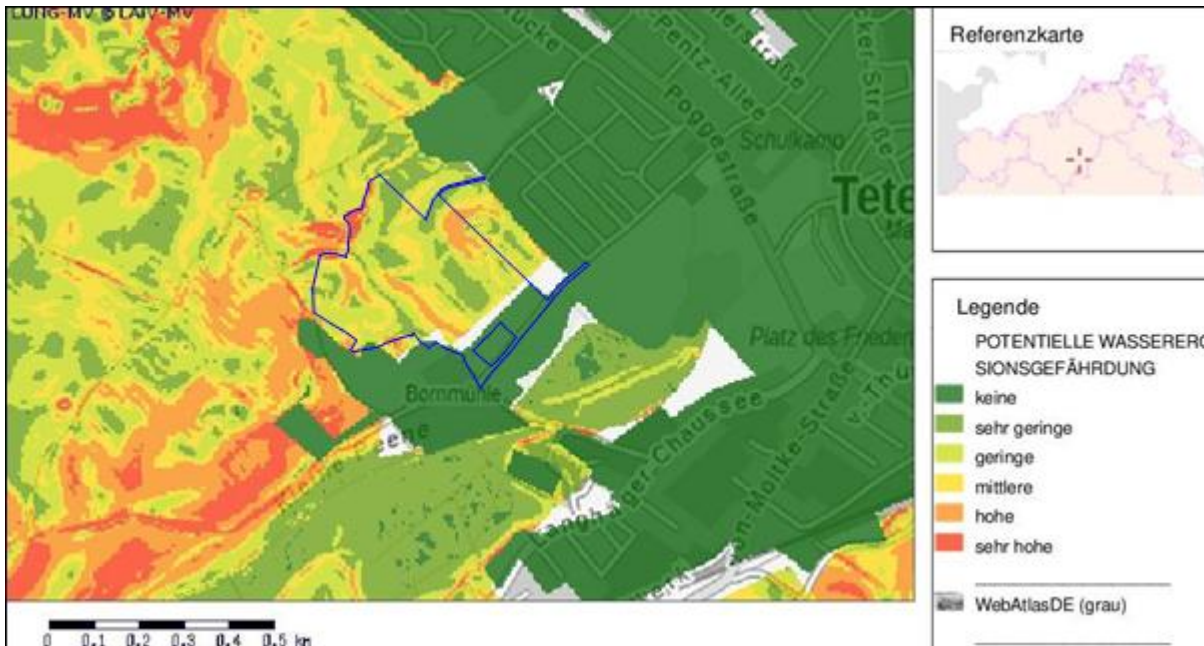 LUNG-MV © LAiV-MV
Pentz-Allee
Poggestraße
Schulkamp
Tete
Bornmühle
Platz des Frieden
Moltke-Straße
v.-Thü
Chaussee
0 0.1 0.2 0.3 0.4 0.5 km
Referenzkarte
Legende
POTENTIELLE WASSERERO
SIONSGEFÄHRDUNG
keine
sehr geringe
geringe
mittlere
hohe
sehr hohe
WebAtlasDE (grau)